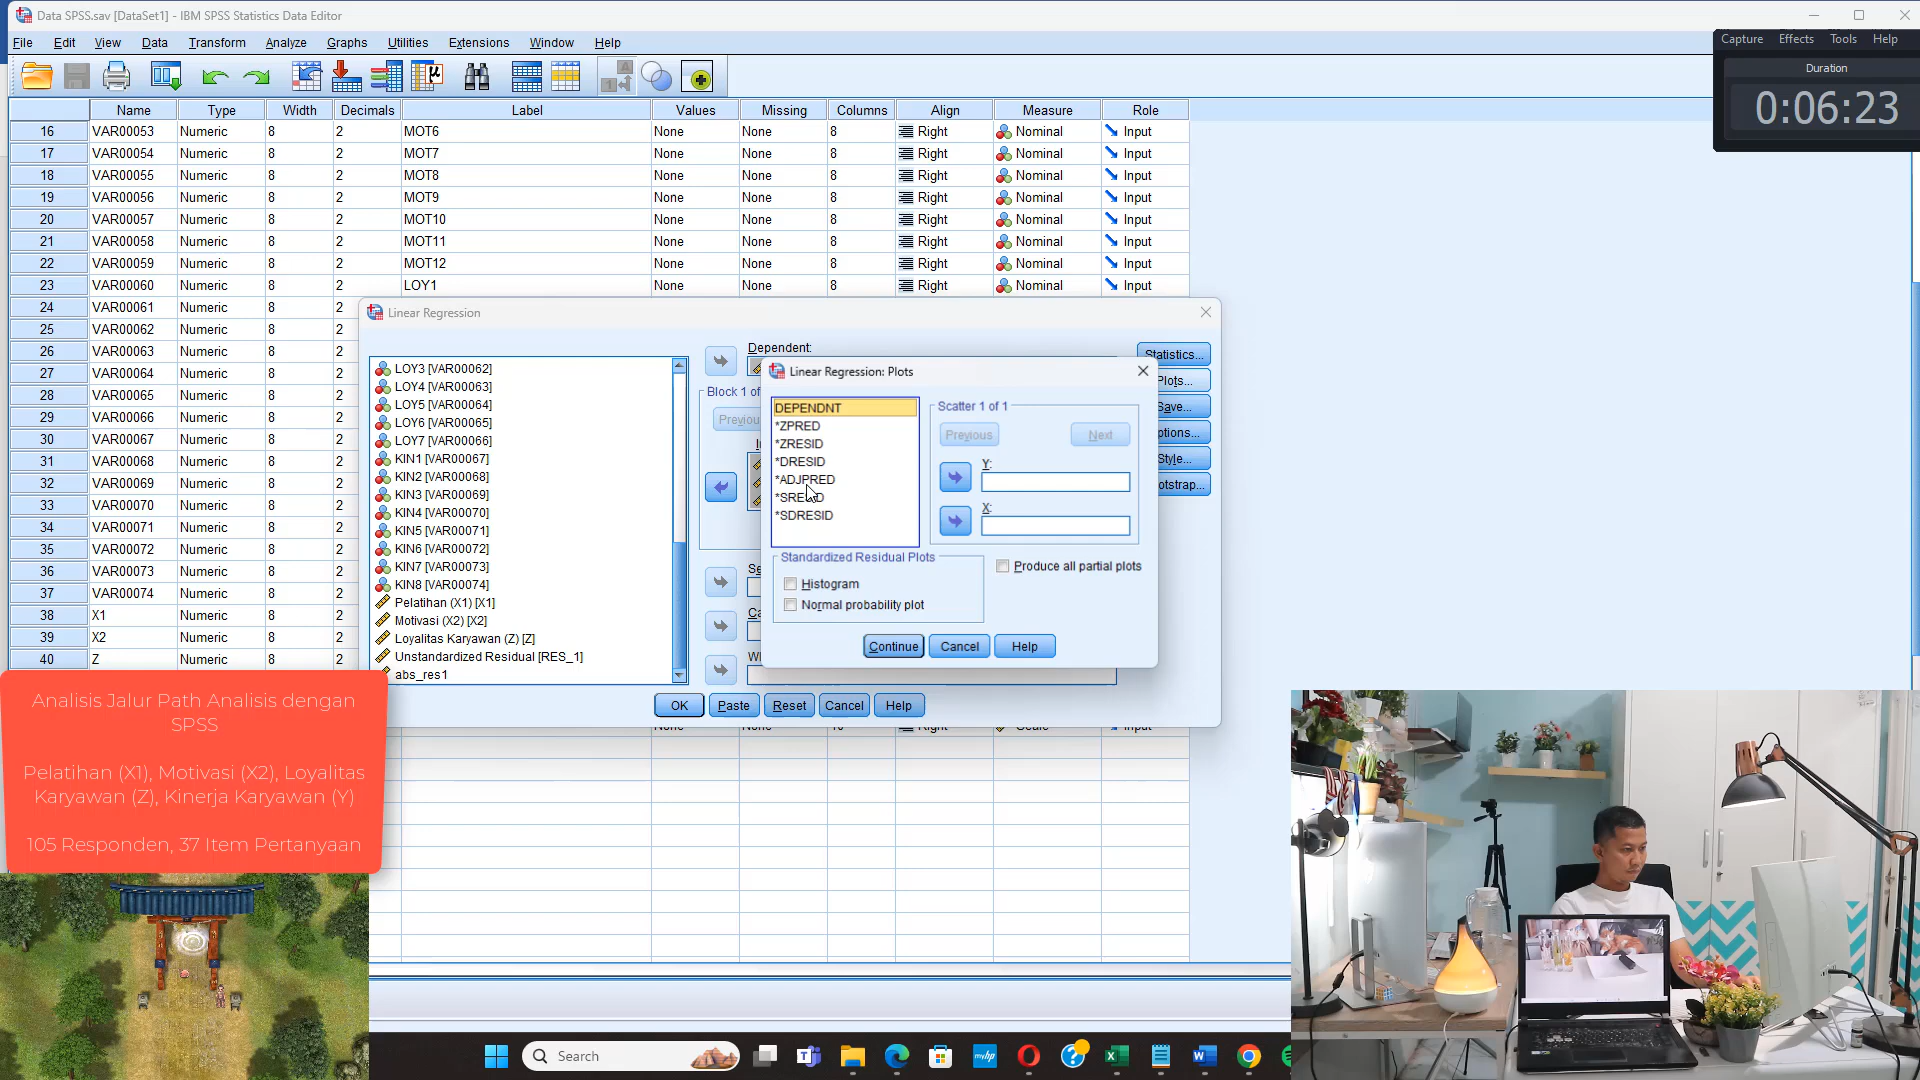 Data SPSS.sav [DataSet1] - IBM SPSS Statistics Data Editor
File Edit View Data Transform Analyze Graphs Utilities Extensions Window Help
Capture Effects Tools Help
Duration
0:06:23
Name Type Width Decimals Label Values Missing Columns Align Measure Role
16 VAR00053 Numeric 8 2 MOT6 None None 8 Right Nominal Input
17 VAR00054 Numeric 8 2 MOT7 None None 8 Right Nominal Input
18 VAR00055 Numeric 8 2 MOT8 None None 8 Right Nominal Input
19 VAR00056 Numeric 8 2 MOT9 None None 8 Right Nominal Input
20 VAR00057 Numeric 8 2 MOT10 None None 8 Right Nominal Input
21 VAR00058 Numeric 8 2 MOT11 None None 8 Right Nominal Input
22 VAR00059 Numeric 8 2 MOT12 None None 8 Right Nominal Input
23 VAR00060 Numeric 8 2 LOY1 None None 8 Right Nominal Input
24 VAR00061 Numeric 8 2
25 VAR00062 Numeric 8 2
26 VAR00063 Numeric 8 2
27 VAR00064 Numeric 8 2
28 VAR00065 Numeric 8 2
29 VAR00066 Numeric 8 2
30 VAR00067 Numeric 8 2
31 VAR00068 Numeric 8 2
32 VAR00069 Numeric 8 2
33 VAR00070 Numeric 8 2
34 VAR00071 Numeric 8 2
35 VAR00072 Numeric 8 2
36 VAR00073 Numeric 8 2
37 VAR00074 Numeric 8 2
38 X1 Numeric 8 2
39 X2 Numeric 8 2
40 Z Numeric 8 2
Linear Regression
LOY3 [VAR00062]
LOY4 [VAR00063]
LOY5 [VAR00064]
LOY6 [VAR00065]
LOY7 [VAR00066]
KIN1 [VAR00067]
KIN2 [VAR00068]
KIN3 [VAR00069]
KIN4 [VAR00070]
KIN5 [VAR00071]
KIN6 [VAR00072]
KIN7 [VAR00073]
KIN8 [VAR00074]
Pelatihan (X1) [X1]
Motivasi (X2) [X2]
Loyalitas Karyawan (Z) [Z]
Unstandardized Residual [RES_1]
abs_res1
Dependent:
Block 1 of
Statistics...
OK Paste Reset Cancel Help
Linear Regression: Plots
DEPENDNT
*ZPRED
*ZRESID
*DRESID
*ADJPRED
*SDRESID
Scatter 1 of 1
Previous Next
Y:
X:
Standardized Residual Plots
Histogram
Normal probability plot
Produce all partial plots
Continue Cancel Help
Analisis Jalur Path Analisis dengan
SPSS
Pelatihan (X1), Motivasi (X2), Loyalitas
Karyawan (Z), Kinerja Karyawan (Y)
105 Responden, 37 Item Pertanyaan
Search